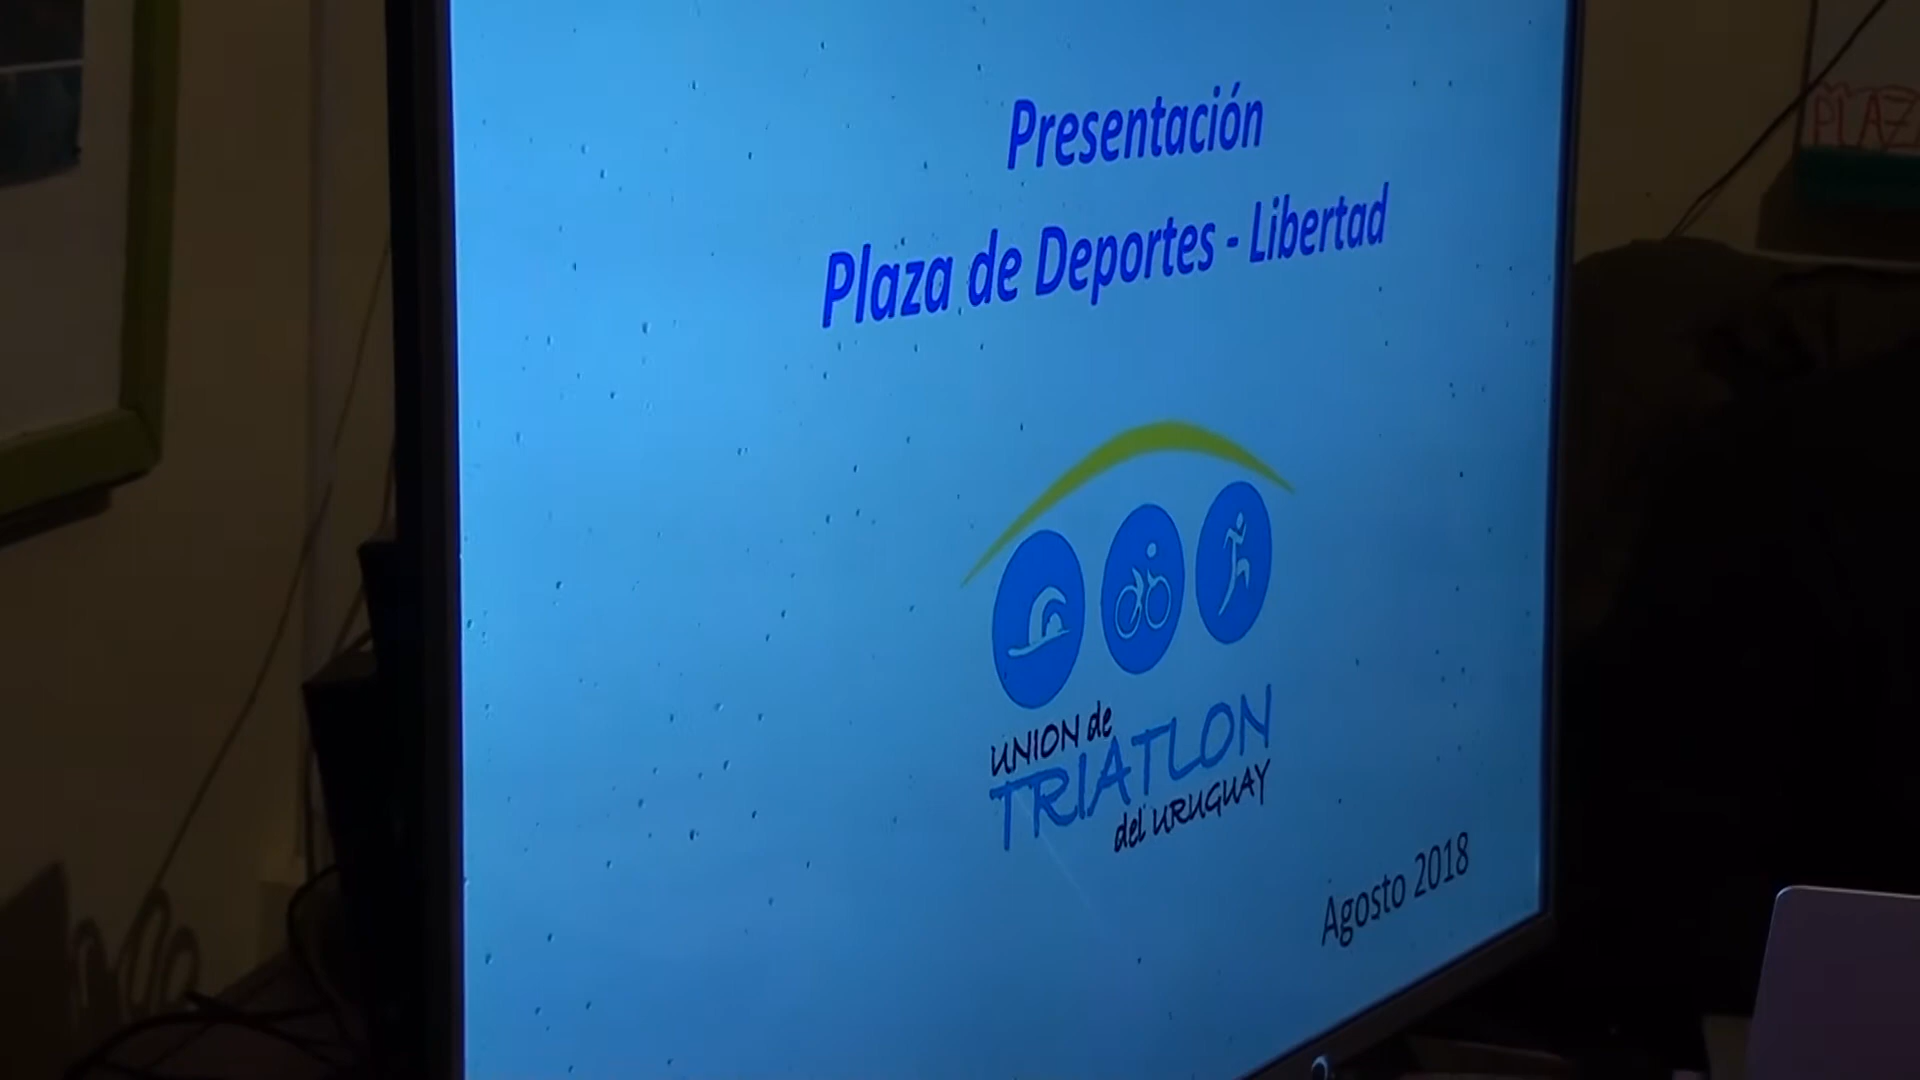 Presentación
Plaza de Deportes - Libertad
UNION de
TRIATLON
del URUGUAY
Agosto 2018